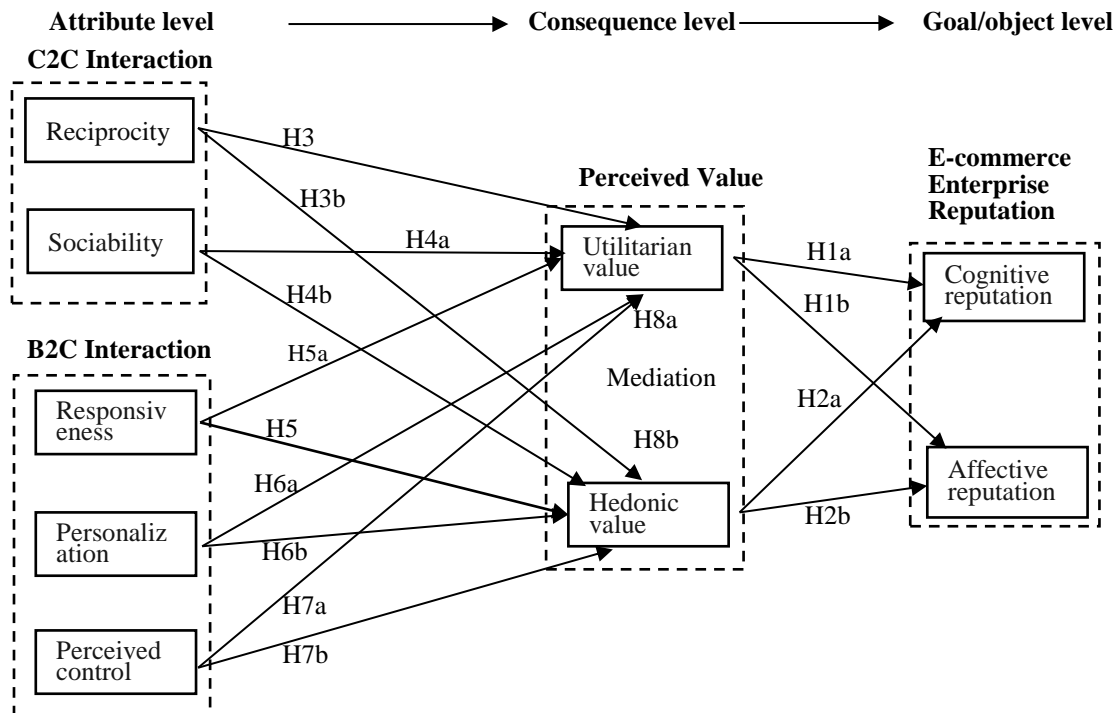 Attribute level
Consequence level
Goal/object level
C2C Interaction
Reciprocity
Sociability
B2C Interaction
Responsiv
eness
Personaliz
ation
Perceived
control
H3
H3b
H4a
H4b
H5a
H5
H6a
H6b
H7a
H7b
Perceived Value
Utilitarian
value
H8a
Mediation
H8b
Hedonic
value
H1a
H1b
H2a
H2b
E-commerce
Enterprise
Reputation
Cognitive
reputation
Affective
reputation